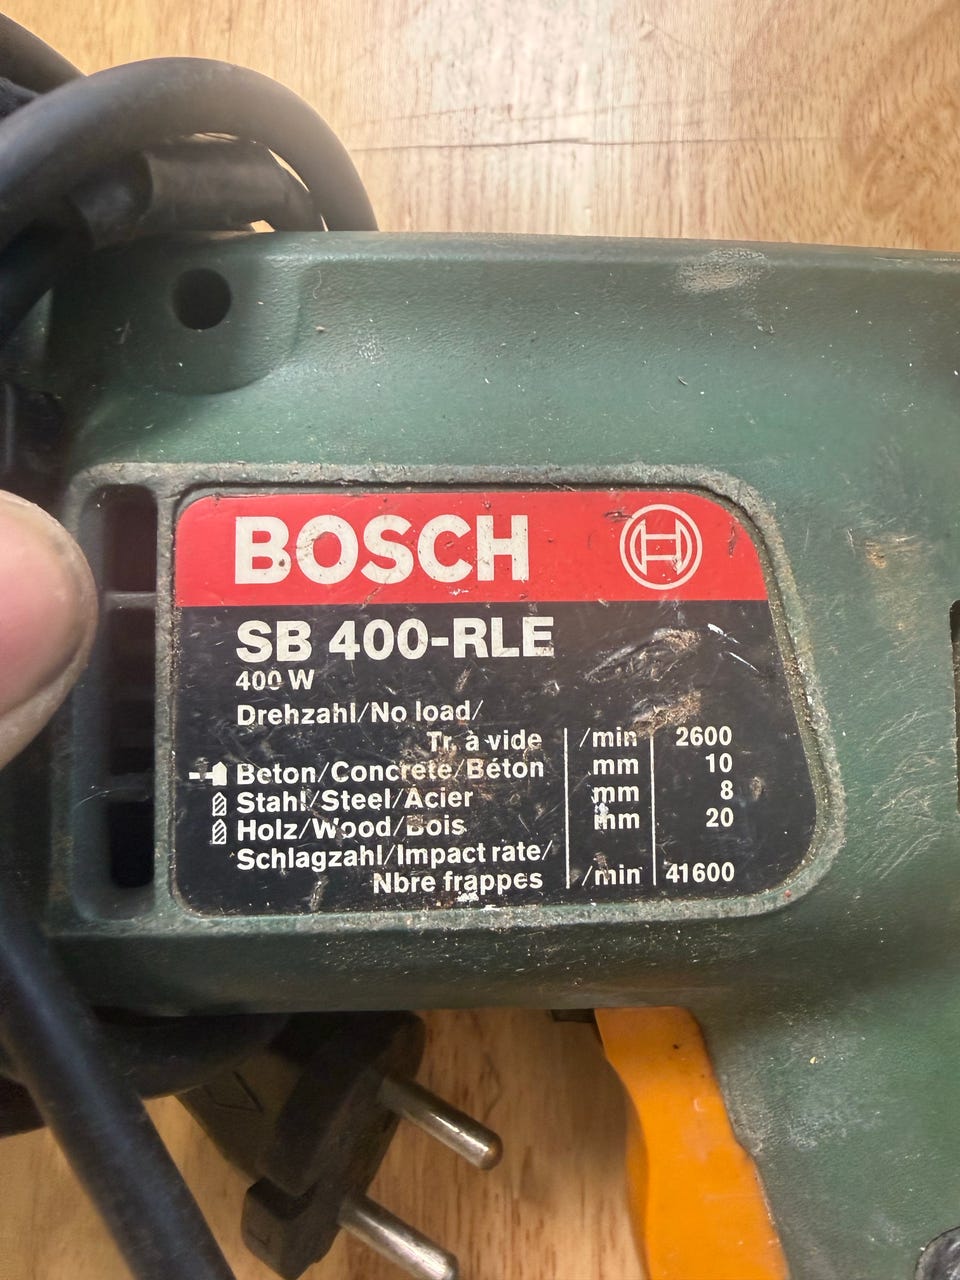 BOSCH
SB 400-RLE
400 W
Drehzahl/No load/
Tr. à vide /min 2600
Beton/Concrete/Béton mm 10
Stahl/Steel/Acier mm 8
Holz/Wood/Bois mm 20
Schlagzahl/Impact rate/
Nbre frappes /min 41600